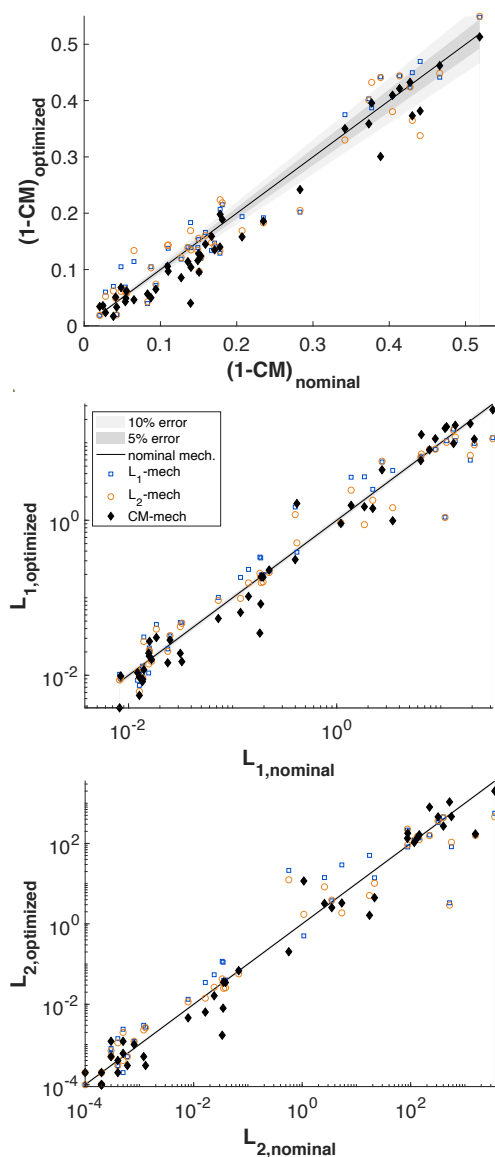 0.5
0.4
0.3
0.2
0.1
0
(1-CM)optimized
0 0.1 0.2 0.3 0.4 0.5
(1-CM)nominal
10% error
5% error
nominal mech.
L1-mech
L2-mech
CM-mech
10^0
10^-2
L1,optimized
10^-2 10^0
L1,nominal
10^2
10^0
10^-2
10^-4
L2,optimized
10^-4 10^-2 10^0 10^2
L2,nominal